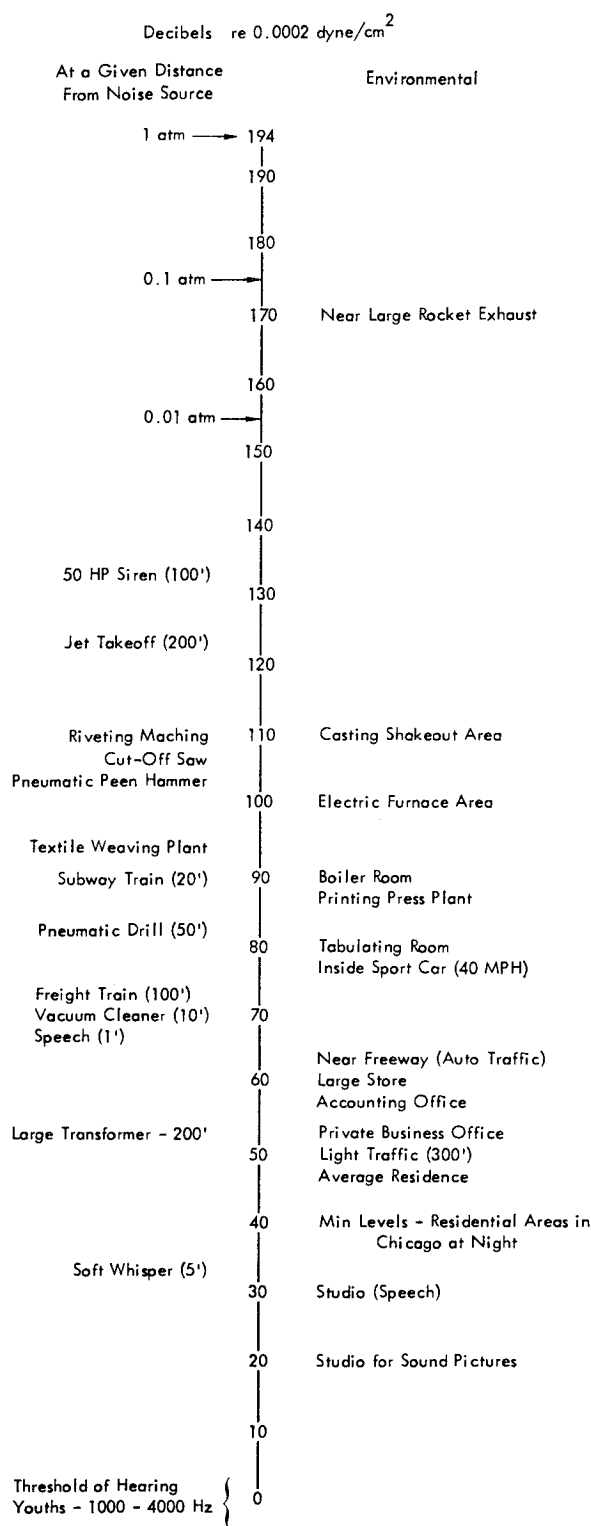 Decibels re 0.0002 dyne/cm²
At a Given Distance
From Noise Source
Environmental
1 atm 194
190
180
0.1 atm
170 Near Large Rocket Exhaust
160
0.01 atm
150
140
50 HP Siren (100')
130
Jet Takeoff (200')
120
Riveting Maching 110 Casting Shakeout Area
Cut-Off Saw
Pneumatic Peen Hammer
100 Electric Furnace Area
Textile Weaving Plant
Subway Train (20') 90 Boiler Room
Printing Press Plant
Pneumatic Drill (50')
80 Tabulating Room
Inside Sport Car (40 MPH)
Freight Train (100')
Vacuum Cleaner (10') 70
Speech (1')
Near Freeway (Auto Traffic)
60 Large Store
Accounting Office
Large Transformer - 200' Private Business Office
50 Light Traffic (300')
Average Residence
40 Min Levels - Residential Areas in
Chicago at Night
Soft Whisper (5')
30 Studio (Speech)
20 Studio for Sound Pictures
10
Threshold of Hearing
Youths - 1000 - 4000 Hz { 0